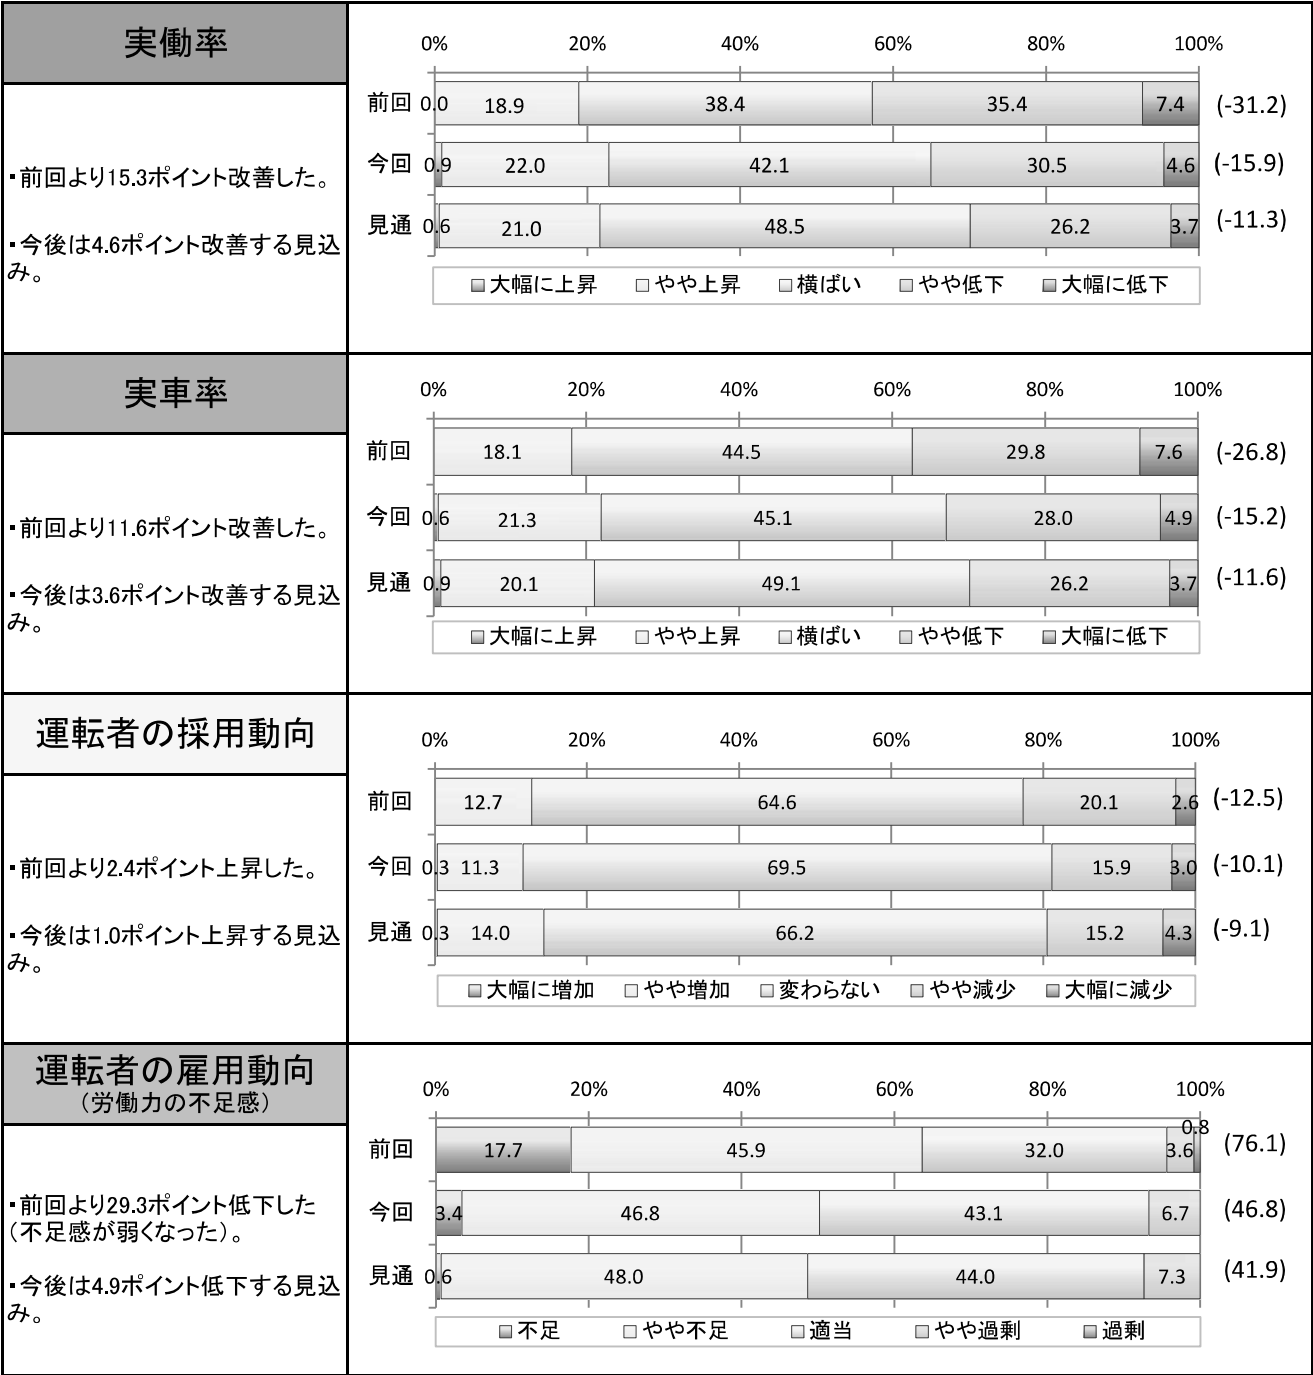 実働率
・前回より15.3ポイント改善した。
・今後は4.6ポイント改善する見込
み。
0% 20% 40% 60% 80% 100%
前回 0.0 18.9 38.4 35.4 7.4 (-31.2)
今回 0.9 22.0 42.1 30.5 4.6 (-15.9)
見通 0.6 21.0 48.5 26.2 3.7 (-11.3)
大幅に上昇 やや上昇 横ばい やや低下 大幅に低下
実車率
・前回より11.6ポイント改善した。
・今後は3.6ポイント改善する見込
み。
0% 20% 40% 60% 80% 100%
前回 18.1 44.5 29.8 7.6 (-26.8)
今回 0.6 21.3 45.1 28.0 4.9 (-15.2)
見通 0.9 20.1 49.1 26.2 3.7 (-11.6)
大幅に上昇 やや上昇 横ばい やや低下 大幅に低下
運転者の採用動向
・前回より2.4ポイント上昇した。
・今後は1.0ポイント上昇する見込
み。
0% 20% 40% 60% 80% 100%
前回 12.7 64.6 20.1 2.6 (-12.5)
今回 0.3 11.3 69.5 15.9 3.0 (-10.1)
見通 0.3 14.0 66.2 15.2 4.3 (-9.1)
大幅に増加 やや増加 変わらない やや減少 大幅に減少
運転者の雇用動向
（労働力の不足感）
・前回より29.3ポイント低下した
（不足感が弱くなった）。
・今後は4.9ポイント低下する見込
み。
0% 20% 40% 60% 80% 100%
前回 17.7 45.9 32.0 3.6 0.8 (76.1)
今回 3.4 46.8 43.1 6.7 (46.8)
見通 0.6 48.0 44.0 7.3 (41.9)
不足 やや不足 適当 やや過剰 過剰